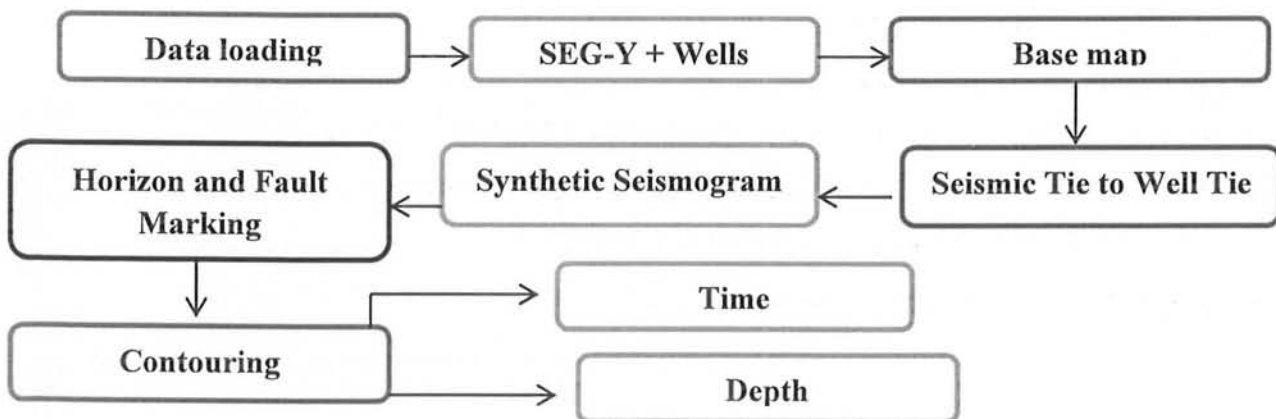 Data loading
SEG-Y + Wells
Base map
Seismic Tie to Well Tie
Synthetic Seismogram
Horizon and Fault
Marking
Contouring
Time
Depth